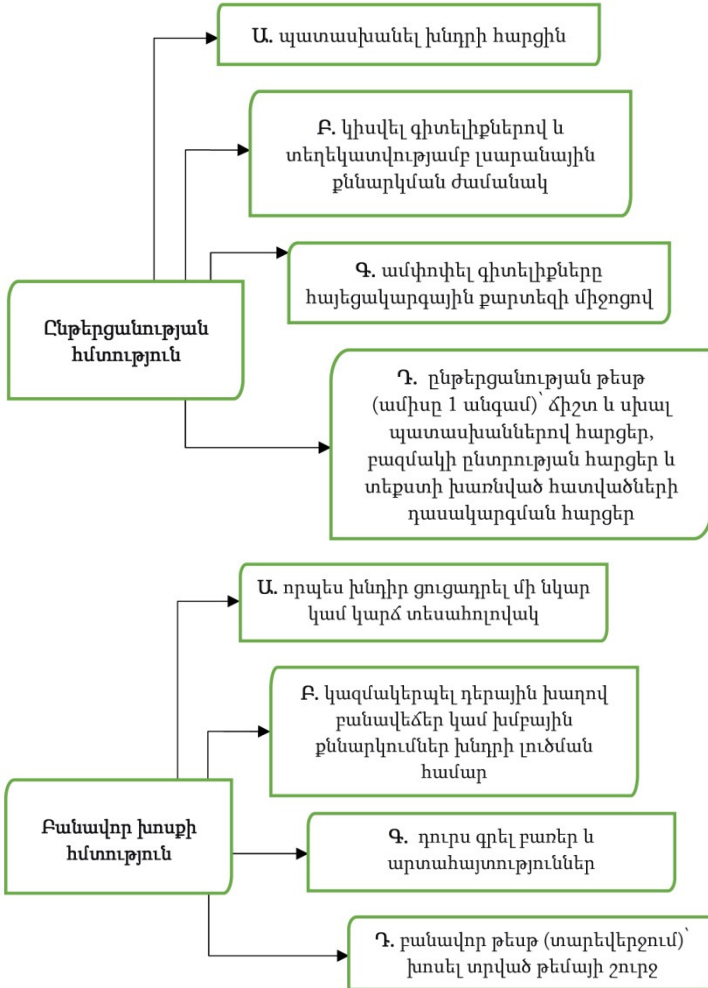 Ա. պատասխանել խնդրի հարցին
Բ. կիսվել գիտելիքներով և
տեղեկատվությամբ լսարանային
քննարկման ժամանակ
Գ. ամփոփել գիտելիքները
հայեցակարգային քարտեզի միջոցով
Ընթերցանության
հմտություն
Դ. ընթերցանության թեսթ
(ամիսը 1 անգամ)՝ ճիշտ և սխալ
պատասխաններով հարցեր,
բազմակի ընտրության հարցեր և
տեքստի խառնված հատվածների
դասակարգման հարցեր
Ա. որպես խնդիր ցուցադրել մի նկար
կամ կարճ տեսահոլովակ
Բ. կազմակերպել դերային խաղով
բանավեճեր կամ խմբային
քննարկումներ խնդրի լուծման
համար
Բանավոր խոսքի
հմտություն
Գ. դուրս գրել բառեր և
արտահայտություններ
Դ. բանավոր թեսթ (տարեվերջում)՝
խոսել տրված թեմայի շուրջ